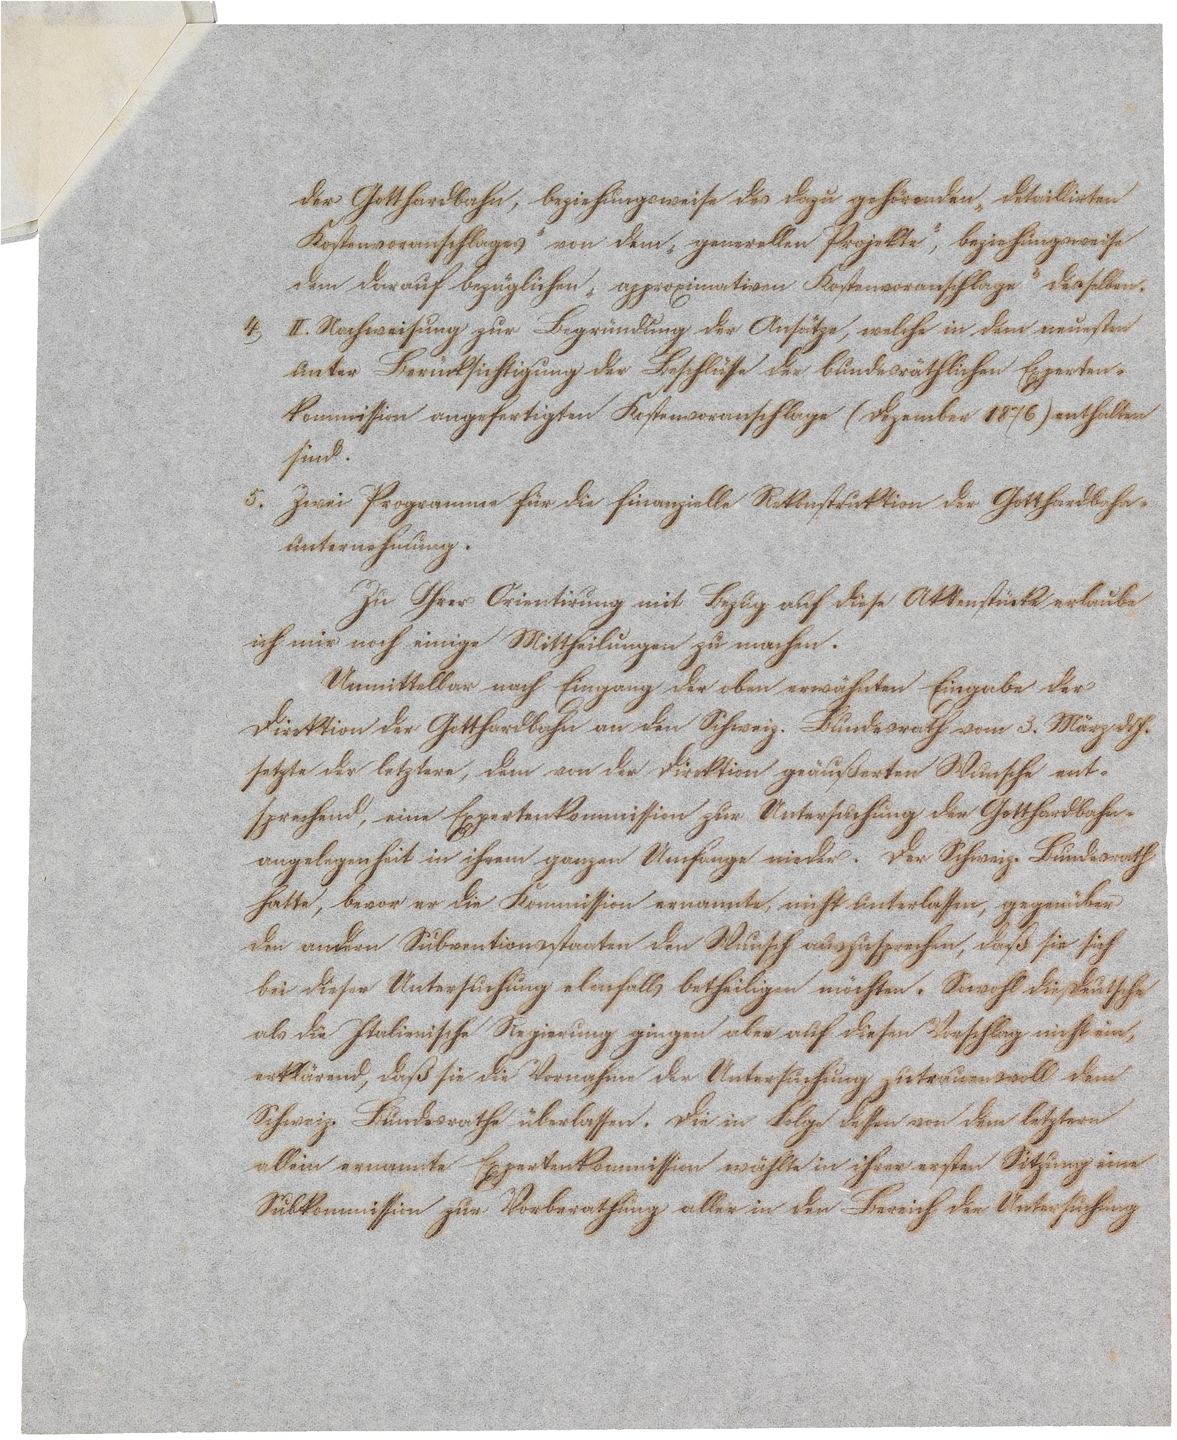 der Gotthardbahn, beziehungsweise des dazu gehörenden „detaillirten
Kostenvoranschlages" von dem „generellen Projekte", beziehungsweise
dem darauf bezüglichen „approximativen Kostenvoranschlage" desselben.
4. II. Nachweisung zur Begründung der Ansätze, welche in dem neuesten
unter Berücksichtigung der Beschlüsse der bundesräthlichen Experten-
kommission angefertigten Kostenvoranschlage (Dezember 1876) enthalten
sind.
5. Zwei Programme für die finanzielle Rekonstruktion der Gotthardbahn-
unternehmung.
Zu Ihrer Orientirung mit Bezug auf diese Aktenstücke erlaube
ich mir noch einige Mittheilungen zu machen.
Unmittelbar nach Eingang der oben erwähnten Eingabe der
Direktion der Gotthardbahn an den Schweiz. Bundesrath vom 3. März dß.
setzte der letztere, dem von der Direktion geäußerten Wunsche ent-
sprechend, eine Expertenkommission zur Untersuchung der Gotthardbahn-
angelegenheit in ihrem ganzen Umfange nieder. Der Schweiz. Bundesrath
hatte, bevor er die Kommission ernannte, nicht unterlassen, gegenüber
den andern Subventionsstaaten den Wunsch auszusprechen, daß sie sich
bei dieser Untersuchung ebenfalls betheiligen möchten. Sowohl die Deutsche
als die Italienische Regierung gingen aber auf diesen Vorschlag nicht ein,
erklärend, daß sie die Vornahme der Untersuchung zutrauensvoll dem
Schweiz. Bundesrathe überlassen. Die in Folge dessen von dem letztern
allein ernannte Expertenkommission wählte in ihrer ersten Sitzung eine
Subkommission zur Vorberathung aller in den Bereich der Untersuchung